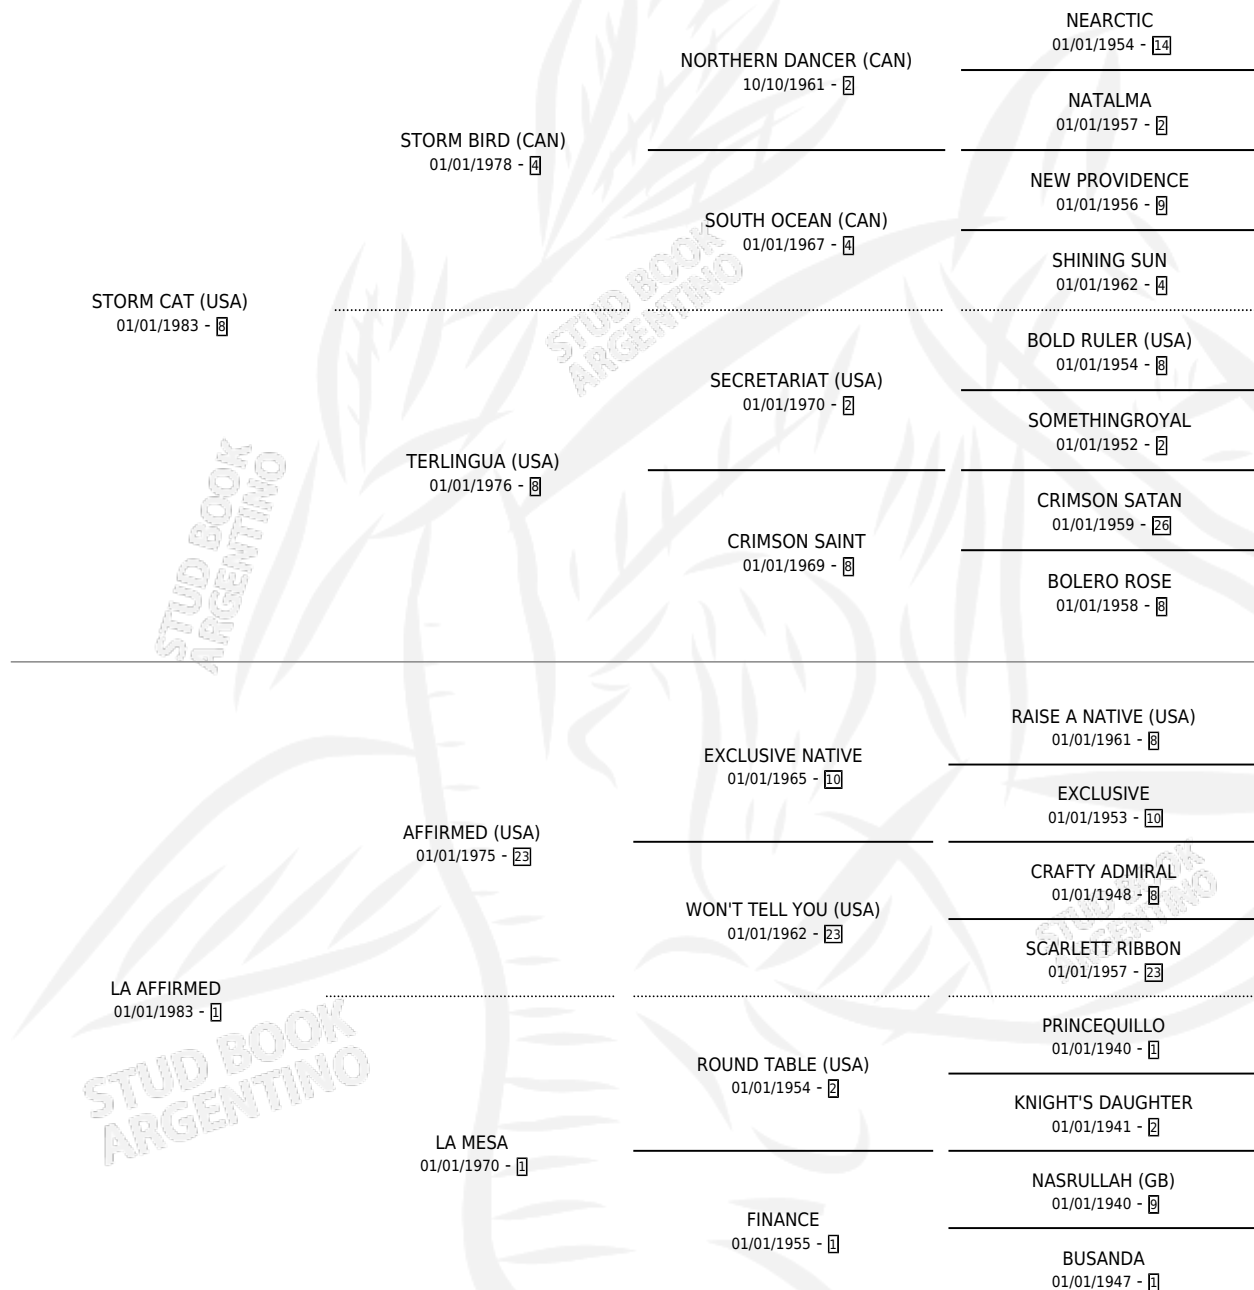 NEARCTIC
01/01/1954 - 14
NORTHERN DANCER (CAN)
10/10/1961 - 2
NATALMA
01/01/1957 - 2
STORM BIRD (CAN)
01/01/1978 - 4
NEW PROVIDENCE
01/01/1956 - 9
SOUTH OCEAN (CAN)
01/01/1967 - 4
SHINING SUN
01/01/1962 - 4
STORM CAT (USA)
01/01/1983 - 8
STUD BOOK
ARGENTINO
BOLD RULER (USA)
01/01/1954 - 8
SECRETARIAT (USA)
01/01/1970 - 2
SOMETHINGROYAL
01/01/1952 - 2
TERLINGUA (USA)
01/01/1976 - 8
CRIMSON SATAN
01/01/1959 - 26
CRIMSON SAINT
01/01/1969 - 8
BOLERO ROSE
01/01/1958 - 8
STUD BOOK
ARGENTINO
RAISE A NATIVE (USA)
01/01/1961 - 8
EXCLUSIVE NATIVE
01/01/1965 - 10
EXCLUSIVE
01/01/1953 - 10
AFFIRMED (USA)
01/01/1975 - 23
CRAFTY ADMIRAL
01/01/1948 - 8
WON'T TELL YOU (USA)
01/01/1962 - 23
SCARLETT RIBBON
01/01/1957 - 23
STUD BOOK
ARGENTINO
LA AFFIRMED
01/01/1983 - 1
PRINCEQUILLO
01/01/1940 - 1
ROUND TABLE (USA)
01/01/1954 - 2
KNIGHT'S DAUGHTER
01/01/1941 - 2
STUD BOOK
ARGENTINO
LA MESA
01/01/1970 - 1
NASRULLAH (GB)
01/01/1940 - 9
FINANCE
01/01/1955 - 1
BUSANDA
01/01/1947 - 1